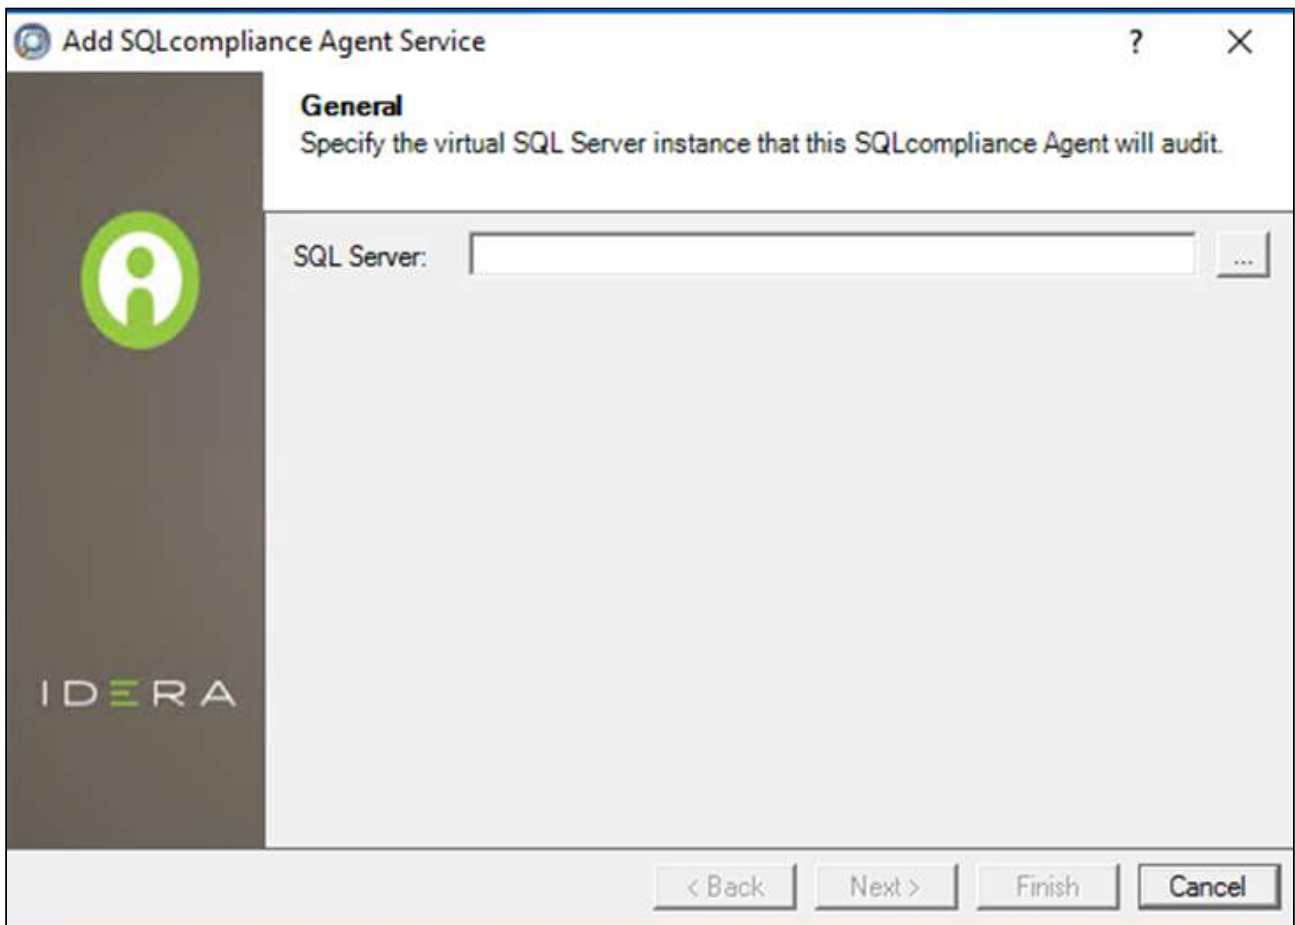 Add SQLcompliance Agent Service
?
General
Specify the virtual SQL Server instance that this SQLcompliance Agent will audit.
SQL Server:
...
IDERA
< Back
Next >
Finish
Cancel